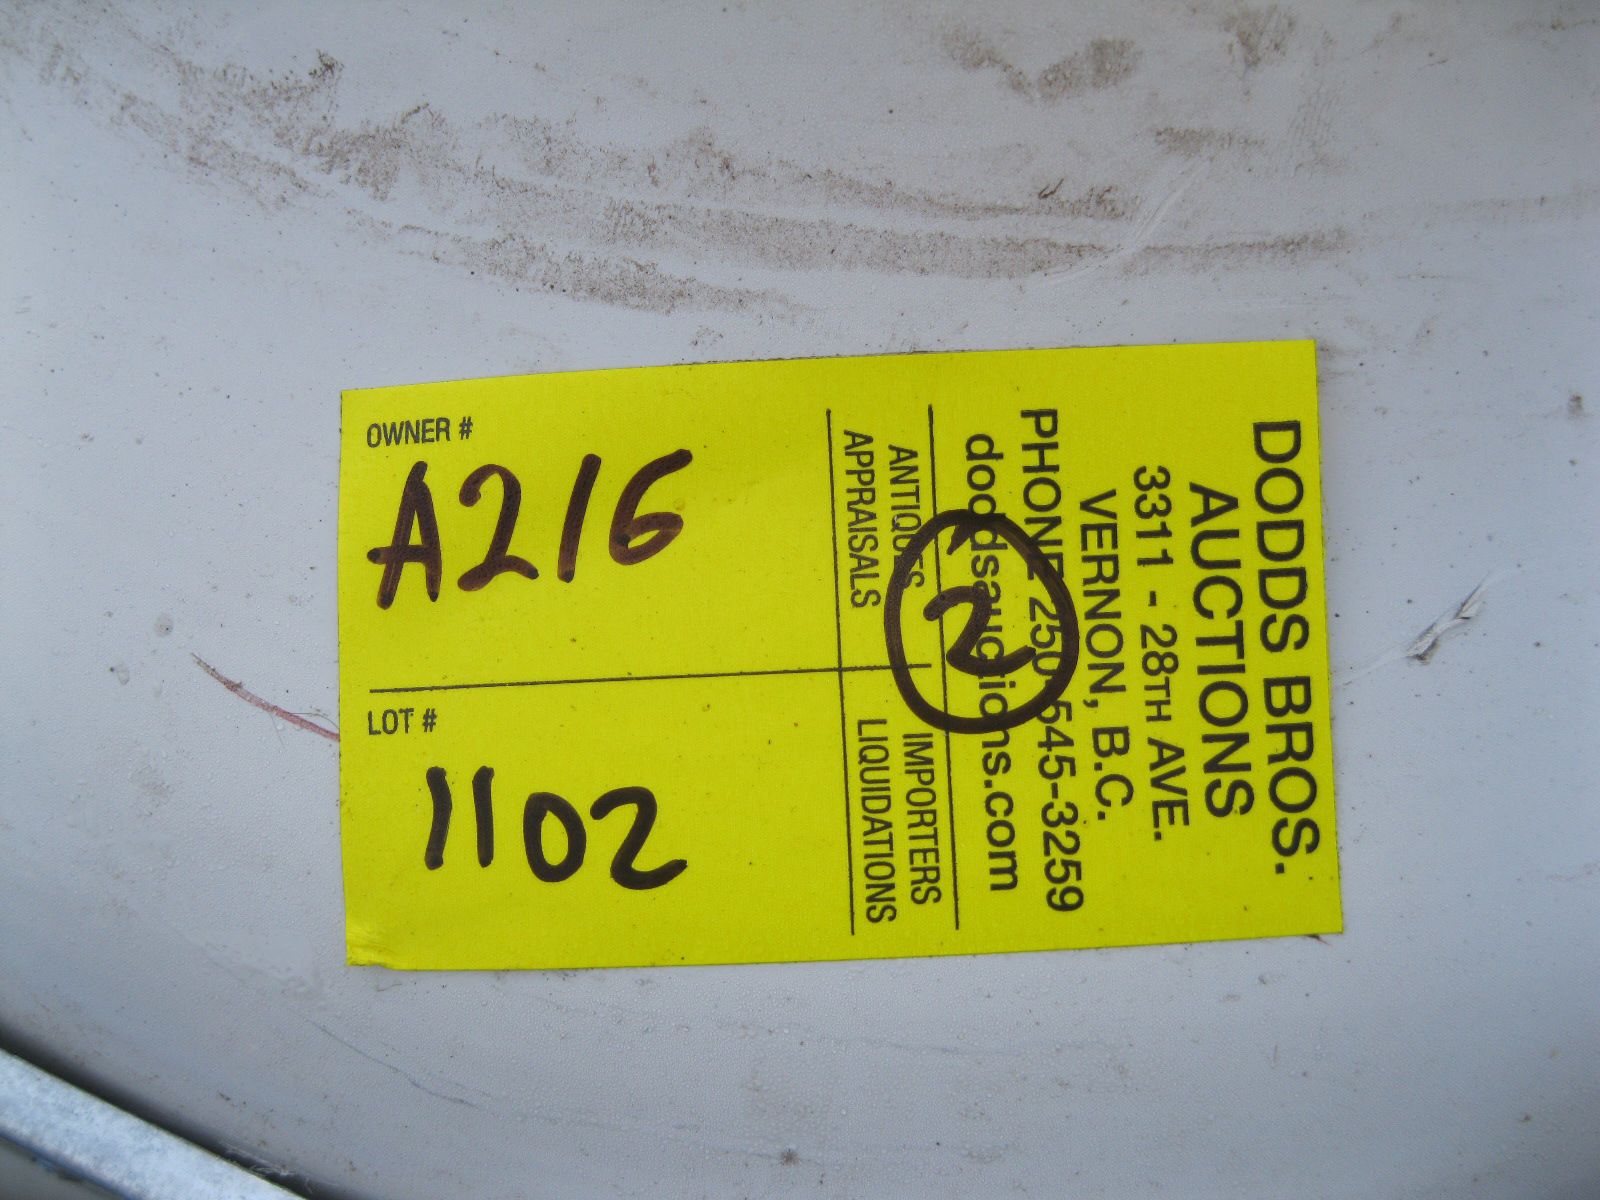 OWNER #
A216
LOT #
1102
DODDS BROS.
AUCTIONS
3311 - 28TH AVE.
VERNON, B.C.
PHONE 250-545-3259
doddsauctions.com
2
ANTIQUES IMPORTERS
APPRAISALS LIQUIDATIONS